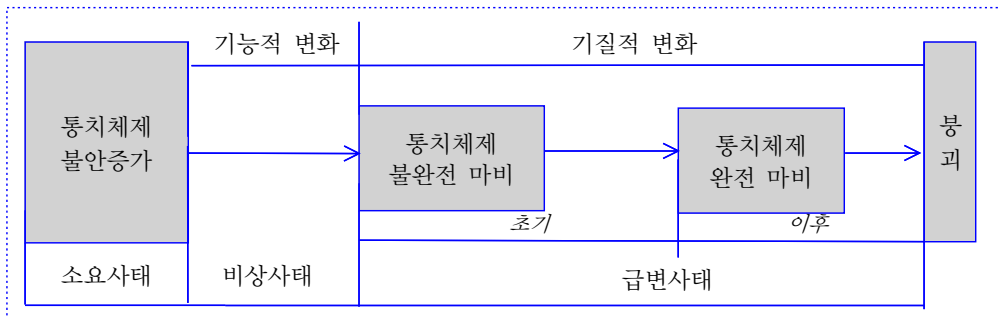 기능적 변화
기질적 변화
통치체제
불안증가
통치체제
불완전 마비
통치체제
완전 마비
붕
괴
초기
이후
소요사태
비상사태
급변사태